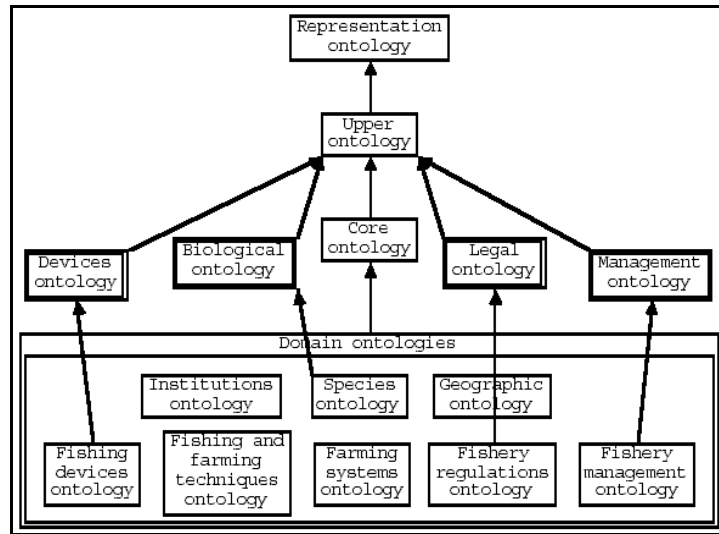 Representation
ontology
Upper
ontology
Core
ontology
Devices
ontology
Biological
ontology
Legal
ontology
Management
ontology
Domain ontologies
Institutions
ontology
Species
ontology
Geographic
ontology
Fishing
devices
ontology
Fishing and
farming
techniques
ontology
Farming
systems
ontology
Fishery
regulations
ontology
Fishery
management
ontology